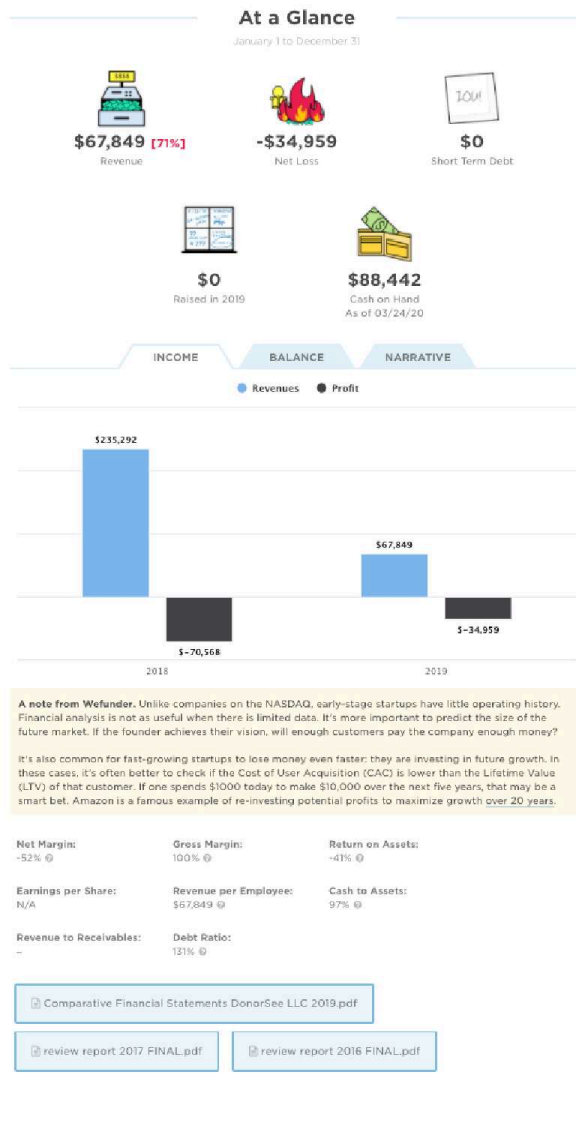 At a Glance
January 1 to December 31
$67,849 [71%]
Revenue
-$34,959
Net Loss
IOU!
$0
Short Term Debt
$0
Raised in 2019
$88,442
Cash on Hand
As of 03/24/20
INCOME
BALANCE
NARRATIVE
Revenues
Profit
$235,292
$-70,568
$67,849
$-34,959
2018
2019
A note from Wefunder. Unlike companies on the NASDAQ, early-stage startups have little operating history.
Financial analysis is not as useful when there is limited data. It's more important to predict the size of the
future market. If the founder achieves their vision, will enough customers pay the company enough money?
It's also common for fast-growing startups to lose money even faster: they are investing in future growth. In
these cases, it's often better to check if the Cost of User Acquisition (CAC) is lower than the Lifetime Value
(LTV) of that customer. If one spends $1000 today to make $10,000 over the next five years, that may be a
smart bet. Amazon is a famous example of re-investing potential profits to maximize growth over 20 years.
Net Margin:
-52%
Gross Margin:
100%
Return on Assets:
-41%
Earnings per Share:
N/A
Revenue per Employee:
$67,849
Cash to Assets:
97%
Revenue to Receivables:
–
Debt Ratio:
131%
Comparative Financial Statements DonorSee LLC 2019.pdf
review report 2017 FINAL.pdf
review report 2016 FINAL.pdf